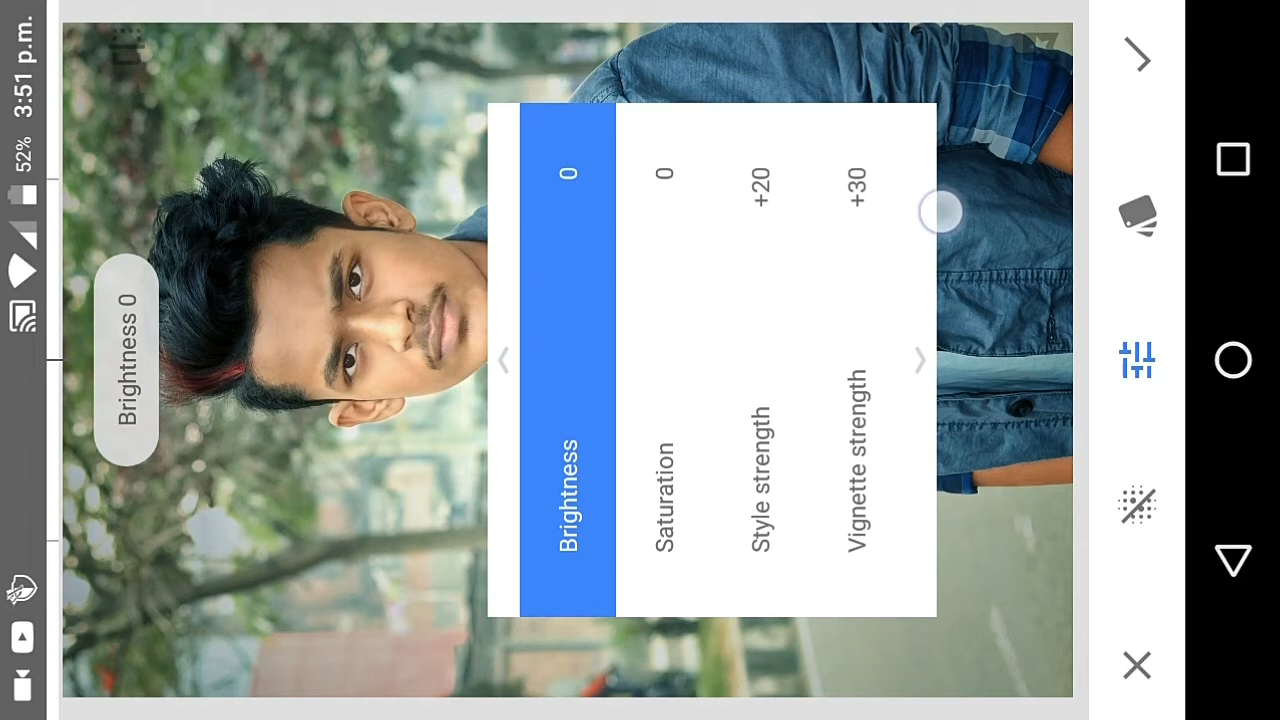 52% 3:51 p.m.
Brightness 0
Brightness 0
Saturation 0
Style strength +20
Vignette strength +30